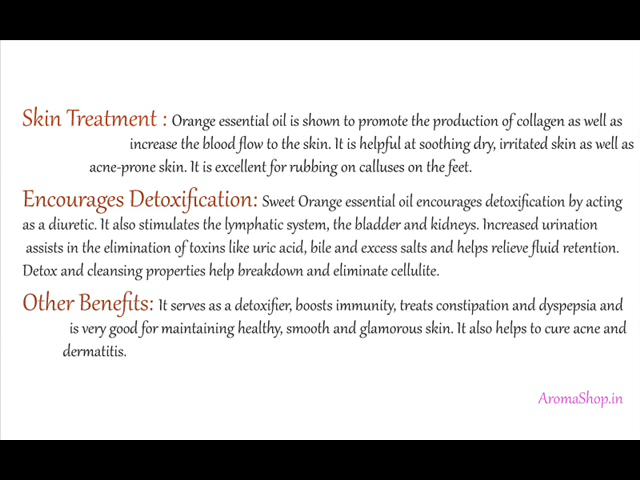 Skin Treatment : Orange essential oil is shown to promote the production of collagen as well as
increase the blood flow to the skin. It is helpful at soothing dry, irritated skin as well as
acne-prone skin. It is excellent for rubbing on calluses on the feet.
Encourages Detoxification: Sweet Orange essential oil encourages detoxification by acting
as a diuretic. It also stimulates the lymphatic system, the bladder and kidneys. Increased urination
assists in the elimination of toxins like uric acid, bile and excess salts and helps relieve fluid retention.
Detox and cleansing properties help breakdown and eliminate cellulite.
Other Benefits: It serves as a detoxifier, boosts immunity, treats constipation and dyspepsia and
is very good for maintaining healthy, smooth and glamorous skin. It also helps to cure acne and
dermatitis.
AromaShop.in